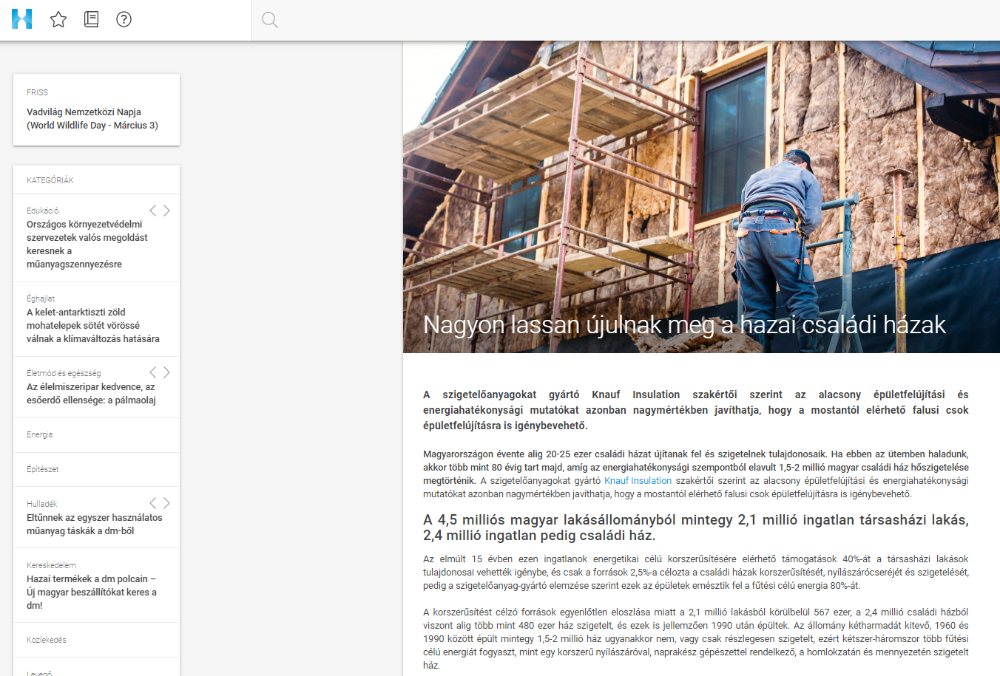 FRISS
Vadvilág Nemzetközi Napja
(World Wildlife Day - Március 3)
KATEGÓRIÁK
Edukáció
Országos környezetvédelmi
szervezetek valós megoldást
keresnek a
műanyagszennyezésre
Éghajlat
A kelet-antarktiszti zöld
mohatelepek sötét vörössé
válnak a klímaváltozás hatására
Életmód és egészség
Az élelmiszeripar kedvence, az
esőerdő ellensége: a pálmaolaj
Energia
Építészet
Hulladék
Eltűnnek az egyszer használatos
műanyag táskák a dm-ből
Kereskedelem
Hazai termékek a dm polcain –
Új magyar beszállítókat keres a
dm!
Közlekedés
Levegő
Nagyon lassan újulnak meg a hazai családi házak
A szigetelőanyagokat gyártó Knauf Insulation szakértői szerint az alacsony épületfelújítási és
energiahatékonysági mutatókat azonban nagymértékben javíthatja, hogy a mostantól elérhető falusi csok
épületfelújításra is igénybevehető.
Magyarországon évente alig 20-25 ezer családi házat újítanak fel és szigetelnek tulajdonosaik. Ha ebben az ütemben haladunk,
akkor több mint 80 évig tart majd, amíg az energiahatékonysági szempontból elavult 1,5-2 millió magyar családi ház hőszigetelése
megtörténik. A szigetelőanyagokat gyártó Knauf Insulation szakértői szerint az alacsony épületfelújítási és energiahatékonysági
mutatókat azonban nagymértékben javíthatja, hogy a mostantól elérhető falusi csok épületfelújításra is igénybevehető.
A 4,5 milliós magyar lakásállományból mintegy 2,1 millió ingatlan társasházi lakás,
2,4 millió ingatlan pedig családi ház.
Az elmúlt 15 évben ezen ingatlanok energetikai célú korszerűsítésére elérhető támogatások 40%-át a társasházi lakások
tulajdonosai vehették igénybe, és csak a források 2,5%-a célozta a családi házak korszerűsítését, nyílászárócseréjét és szigetelését,
pedig a szigetelőanyag-gyártó elemzése szerint ezek az épületek emésztik fel a fűtési célú energia 80%-át.
A korszerűsítést célzó források egyenlőtlen eloszlása miatt a 2,1 millió lakásból körülbelül 567 ezer, a 2,4 millió családi házból
viszont alig több mint 480 ezer ház szigetelt, és ezek is jellemzően 1990 után épültek. Az állomány kétharmadát kitevő, 1960 és
1990 között épült mintegy 1,5-2 millió ház ugyanakkor nem, vagy csak részlegesen szigetelt, ezért kétszer-háromszor több fűtési
célú energiát fogyaszt, mint egy korszerű nyílászáróval, naprakész gépészettel rendelkező, a homlokzatán és mennyezetén szigetelt
ház.